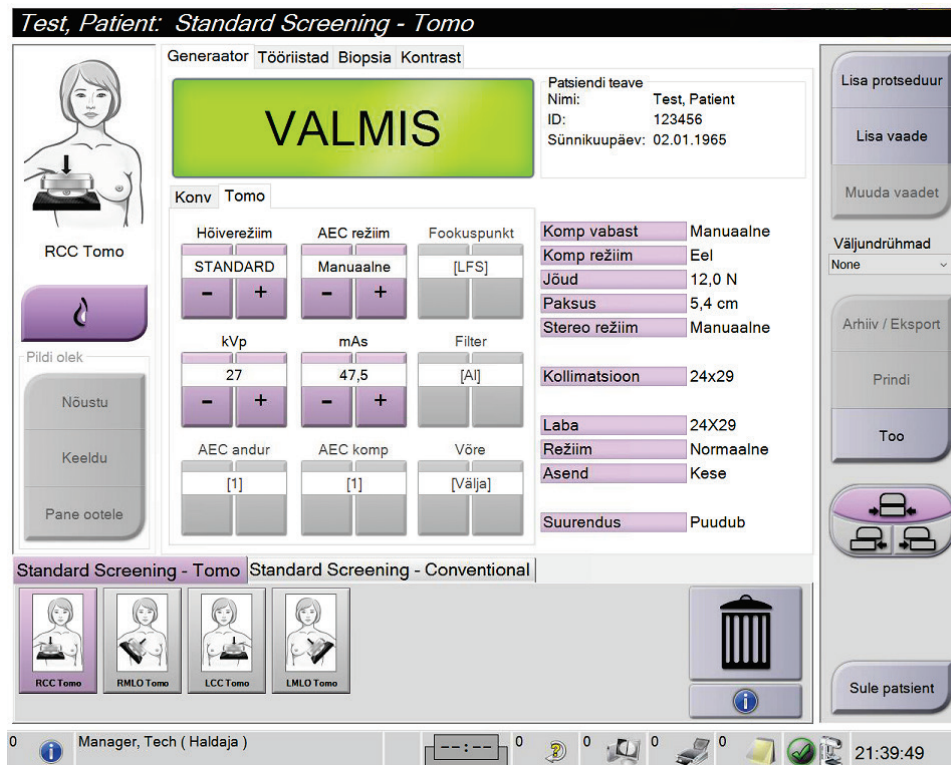 Test, Patient: Standard Screening - Tomo
Generaator Tööriistad Biopsia Kontrast
VALMIS
Patsiendi teave
Nimi: Test, Patient
ID: 123456
Sünnikuupäev: 02.01.1965
RCC Tomo
Pildi olek
Nõustu
Keeldu
Pane ootele
Konv Tomo
Hõiverežiim AEC režiim Fookuspunkt
STANDARD Manuaalne [LFS]
- + - +
kVp mAs Filter
27 47,5 [Al]
- + - +
AEC andur AEC komp Võre
[1] [1] [Välja]
Komp vabast Manuaalne
Komp režiim Eel
Jõud 12,0 N
Paksus 5,4 cm
Stereo režiim Manuaalne
Kollimatsioon 24x29
Laba 24X29
Režiim Normaalne
Asend Kese
Suurendus Puudub
Lisa protseduur
Lisa vaade
Muuda vaadet
Väljundrühmad
None
Arhiiv / Eksport
Prindi
Too
Sule patsient
Standard Screening - Tomo Standard Screening - Conventional
RCC Tomo RMLO Tomo LCC Tomo LMLO Tomo
0 Manager, Tech ( Haldaja ) --:-- 0 0 0 0 21:39:49